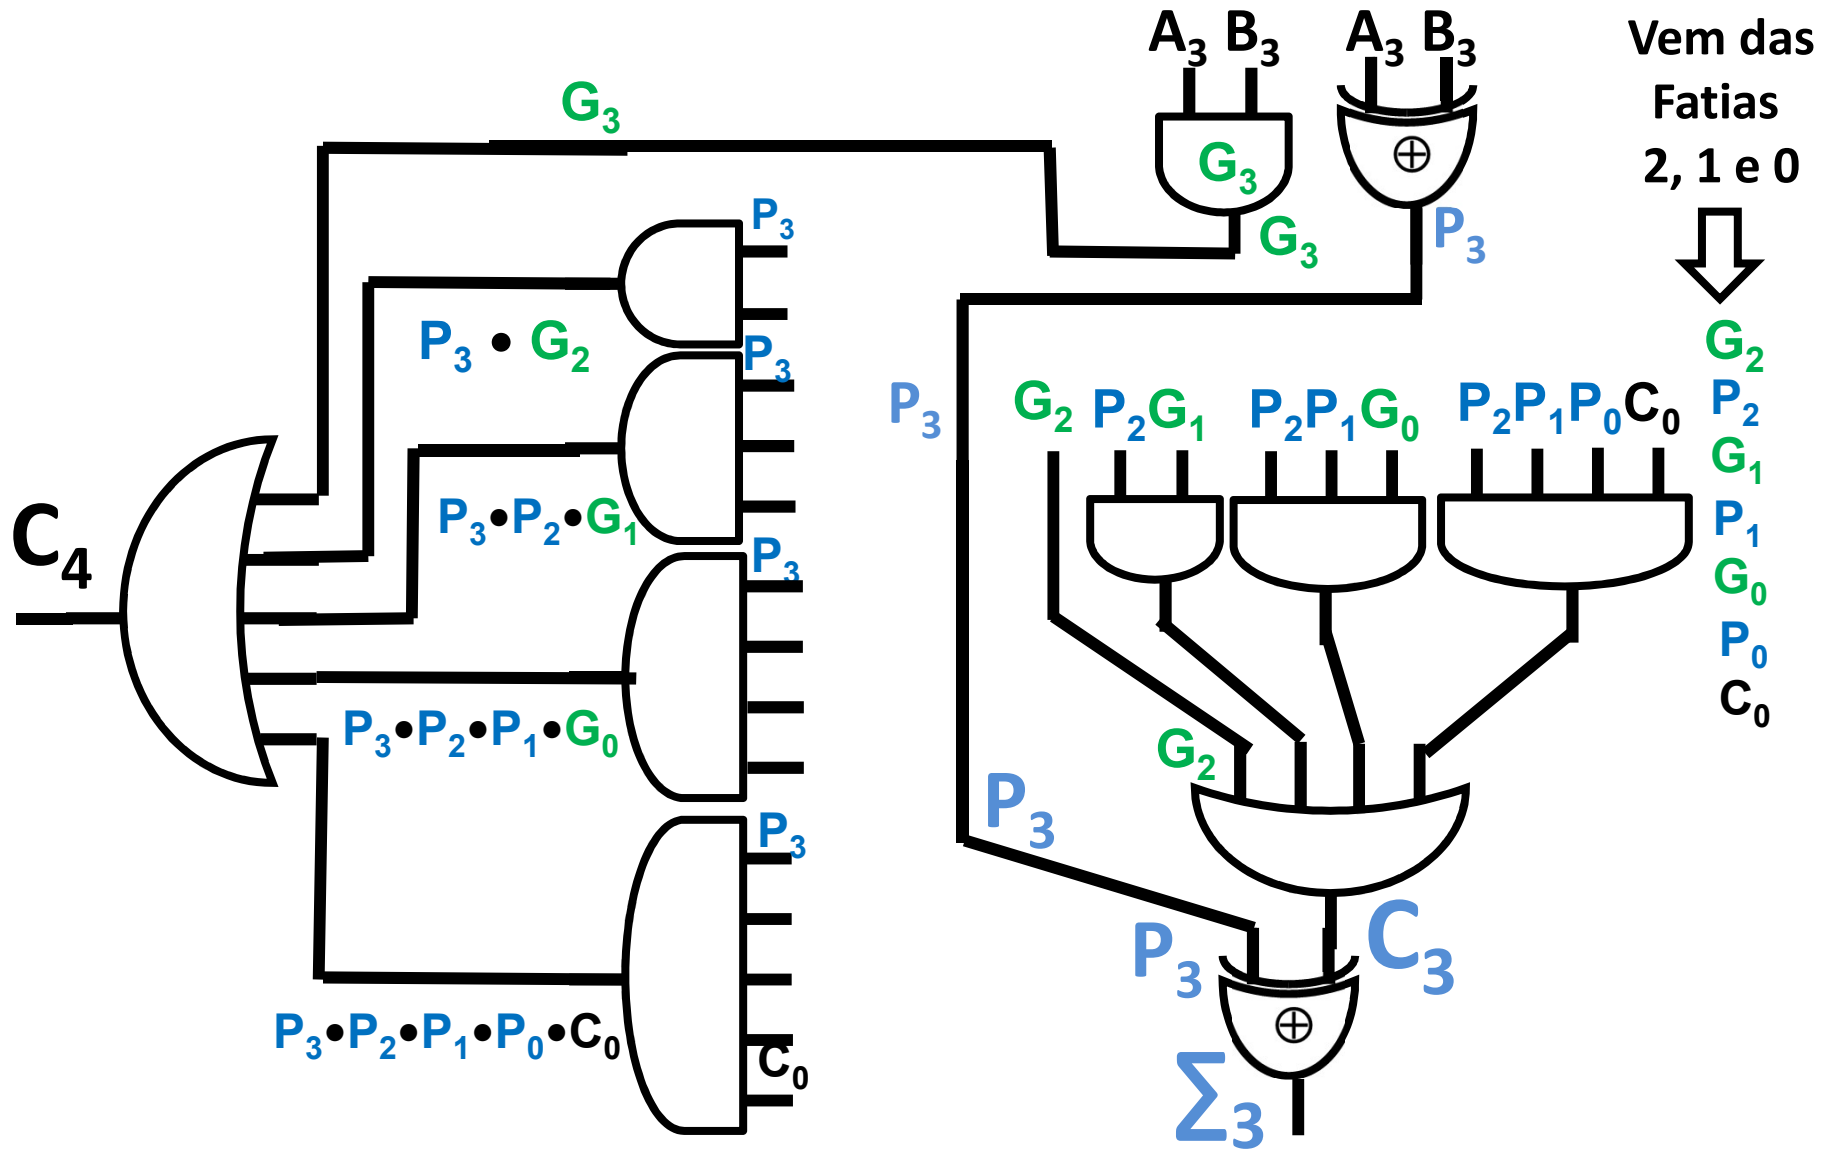 A3 B3
A3 B3
Vem das
Fatias
2, 1 e 0
G3
G3
G3
P3
P3
P3 • G2
P3
P3
G2
P2G1
P2P1G0
P2P1P0C0
G2
P2
G1
P1
G0
P0
C0
C4
P3•P2•G1
P3
P3•P2•P1•G0
G2
P3
P3
C3
P3
P3•P2•P1•P0•C0
C0
Σ3